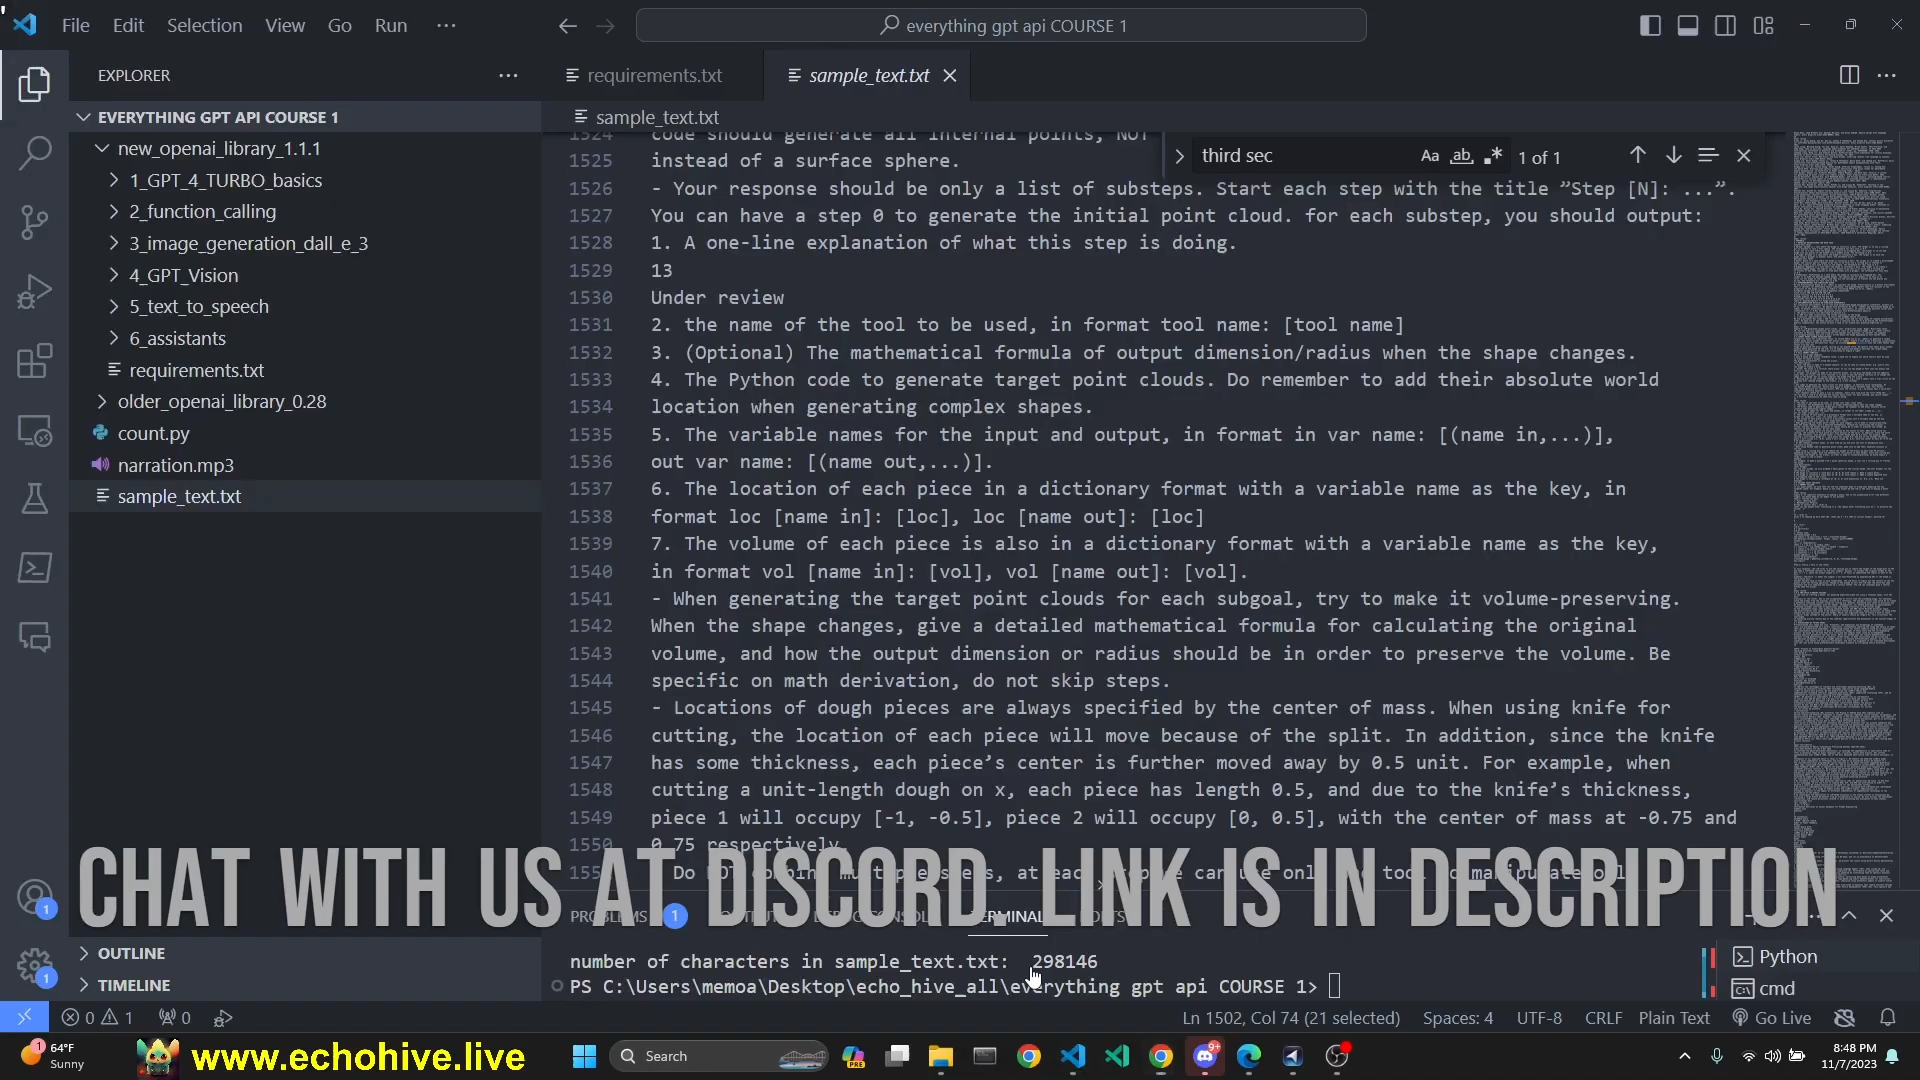 File Edit Selection View Go Run ···
everything gpt api COURSE 1
EXPLORER
requirements.txt
sample_text.txt
EVERYTHING GPT API COURSE 1
new_openai_library_1.1.1
1_GPT_4_TURBO_basics
2_function_calling
3_image_generation_dall_e_3
4_GPT_Vision
5_text_to_speech
6_assistants
requirements.txt
older_openai_library_0.28
count.py
narration.mp3
sample_text.txt
OUTLINE
TIMELINE
sample_text.txt
third sec
Aa ab .* 1 of 1
1524 code should generate all internal points, NOT
1525 instead of a surface sphere.
1526 - Your response should be only a list of substeps. Start each step with the title ”Step [N]: ...”.
1527 You can have a step 0 to generate the initial point cloud. for each substep, you should output:
1528 1. A one-line explanation of what this step is doing.
1529 13
1530 Under review
1531 2. the name of the tool to be used, in format tool name: [tool name]
1532 3. (Optional) The mathematical formula of output dimension/radius when the shape changes.
1533 4. The Python code to generate target point clouds. Do remember to add their absolute world
1534 location when generating complex shapes.
1535 5. The variable names for the input and output, in format in var name: [(name in,...)],
1536 out var name: [(name out,...)].
1537 6. The location of each piece in a dictionary format with a variable name as the key, in
1538 format loc [name in]: [loc], loc [name out]: [loc]
1539 7. The volume of each piece is also in a dictionary format with a variable name as the key,
1540 in format vol [name in]: [vol], vol [name out]: [vol].
1541 - When generating the target point clouds for each subgoal, try to make it volume-preserving.
1542 When the shape changes, give a detailed mathematical formula for calculating the original
1543 volume, and how the output dimension or radius should be in order to preserve the volume. Be
1544 specific on math derivation, do not skip steps.
1545 - Locations of dough pieces are always specified by the center of mass. When using knife for
1546 cutting, the location of each piece will move because of the split. In addition, since the knife
1547 has some thickness, each piece’s center is further moved away by 0.5 unit. For example, when
1548 cutting a unit-length dough on x, each piece has length 0.5, and due to the knife’s thickness,
1549 piece 1 will occupy [-1, -0.5], piece 2 will occupy [0, 0.5], with the center of mass at -0.75 and
1550 0.75 respectively.
CHAT WITH US AT DISCORD. LINK IS IN DESCRIPTION
PROBLEMS 1 TERMINAL
number of characters in sample_text.txt: 298146
PS C:\Users\memoa\Desktop\echo_hive_all\everything gpt api COURSE 1>
Python
cmd
0 1 0 Ln 1502, Col 74 (21 selected) Spaces: 4 UTF-8 CRLF Plain Text Go Live
64°F
Sunny
www.echohive.live
Search
8:48 PM
11/7/2023